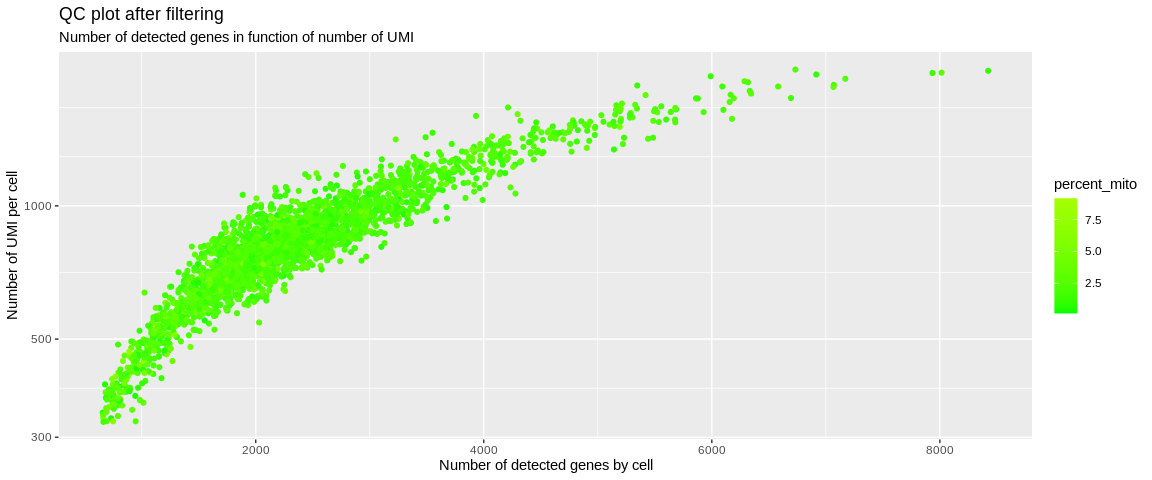 QC plot after filtering
Number of detected genes in function of number of UMI
Number of UMI per cell
1000
500
300
2000
4000
6000
8000
Number of detected genes by cell
percent_mito
7.5
5.0
2.5